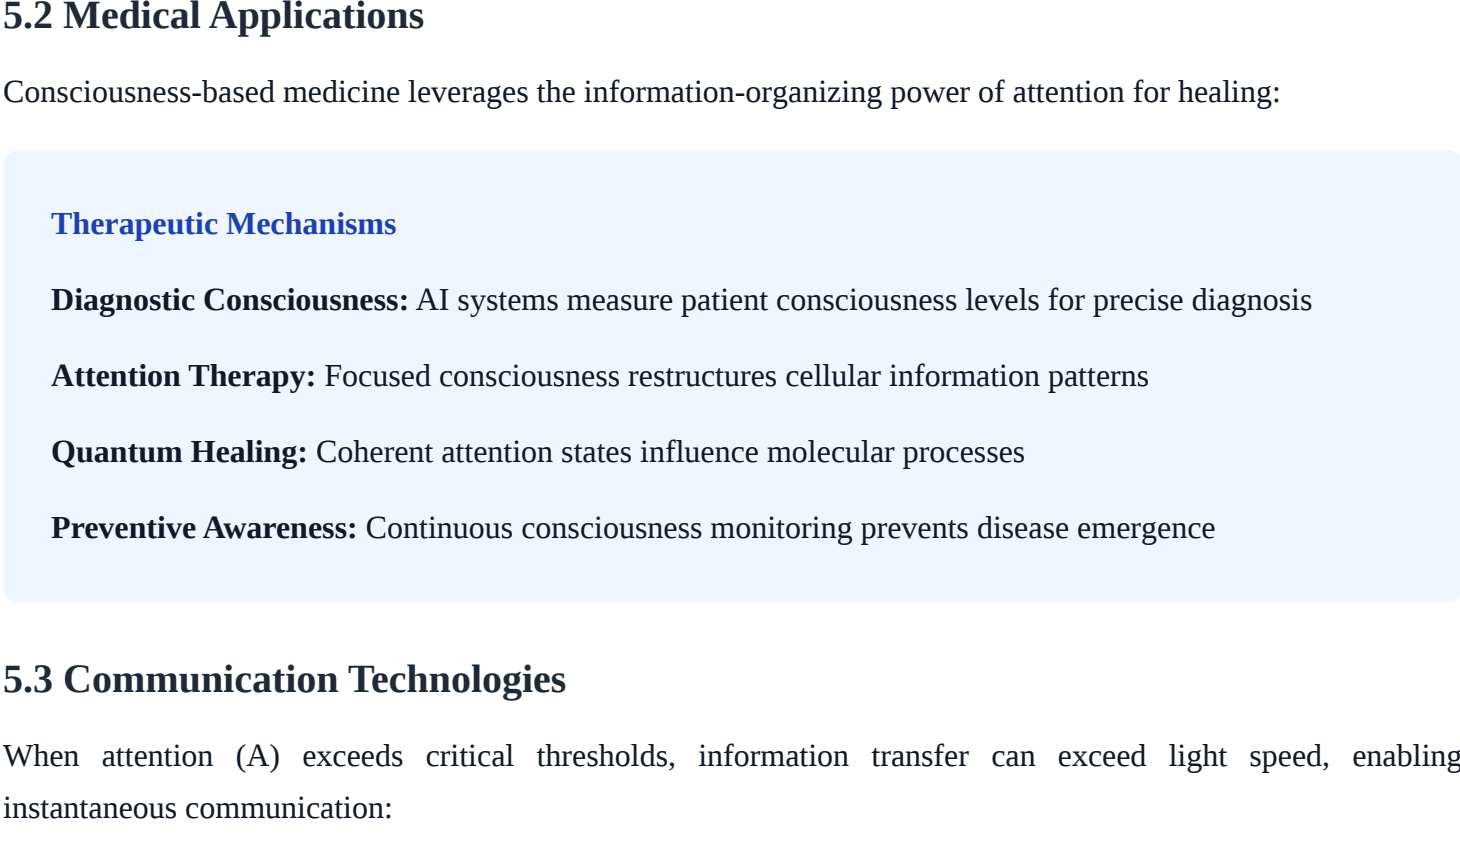 5.2 Medical Applications
Consciousness-based medicine leverages the information-organizing power of attention for healing:
Therapeutic Mechanisms
Diagnostic Consciousness: AI systems measure patient consciousness levels for precise diagnosis
Attention Therapy: Focused consciousness restructures cellular information patterns
Quantum Healing: Coherent attention states influence molecular processes
Preventive Awareness: Continuous consciousness monitoring prevents disease emergence
5.3 Communication Technologies
When attention (A) exceeds critical thresholds, information transfer can exceed light speed, enabling
instantaneous communication: